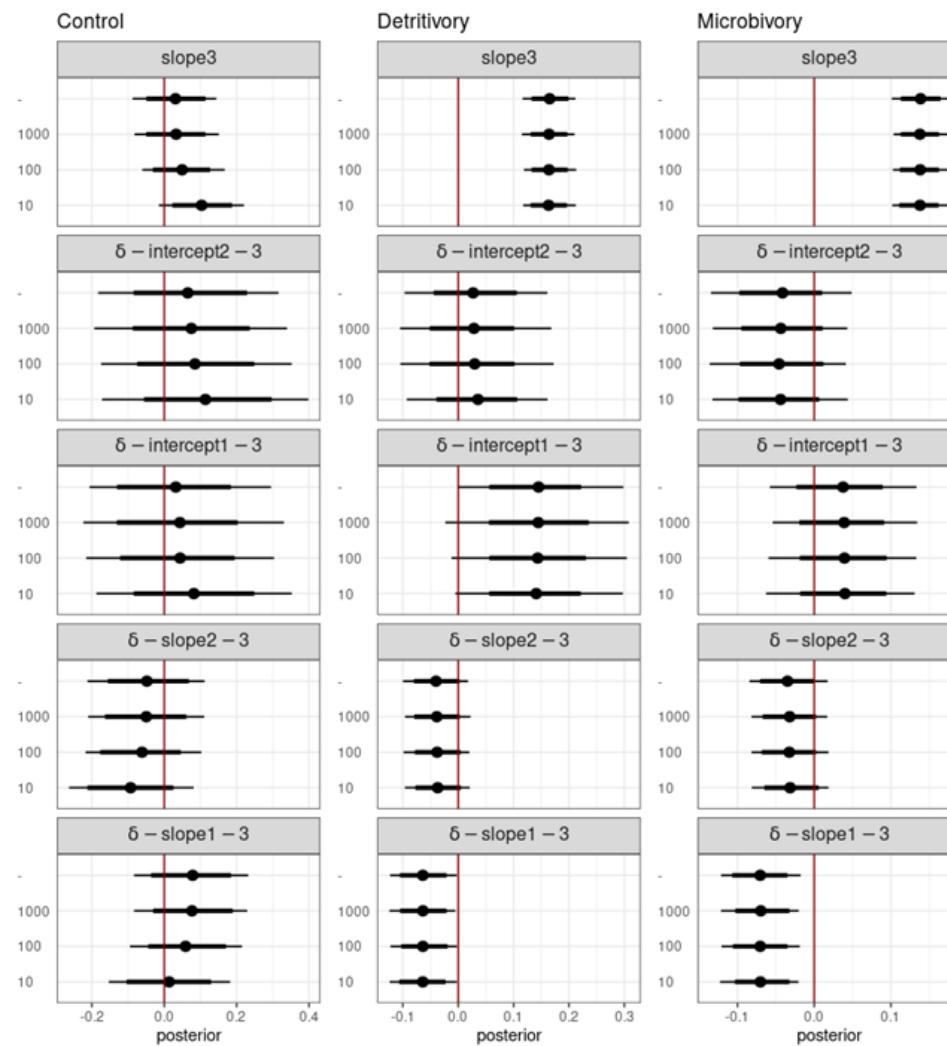 Control Detritivory Microbivory
slope3 slope3 slope3
- - -
1000 1000 1000
100 100 100
10 10 10
δ – intercept2 – 3 δ – intercept2 – 3 δ – intercept2 – 3
- - -
1000 1000 1000
100 100 100
10 10 10
δ – intercept1 – 3 δ – intercept1 – 3 δ – intercept1 – 3
- - -
1000 1000 1000
100 100 100
10 10 10
δ – slope2 – 3 δ – slope2 – 3 δ – slope2 – 3
- - -
1000 1000 1000
100 100 100
10 10 10
δ – slope1 – 3 δ – slope1 – 3 δ – slope1 – 3
- - -
1000 1000 1000
100 100 100
10 10 10
-0.2 0.0 0.2 0.4 -0.1 0.0 0.1 0.2 0.3 -0.1 0.0 0.1
posterior posterior posterior